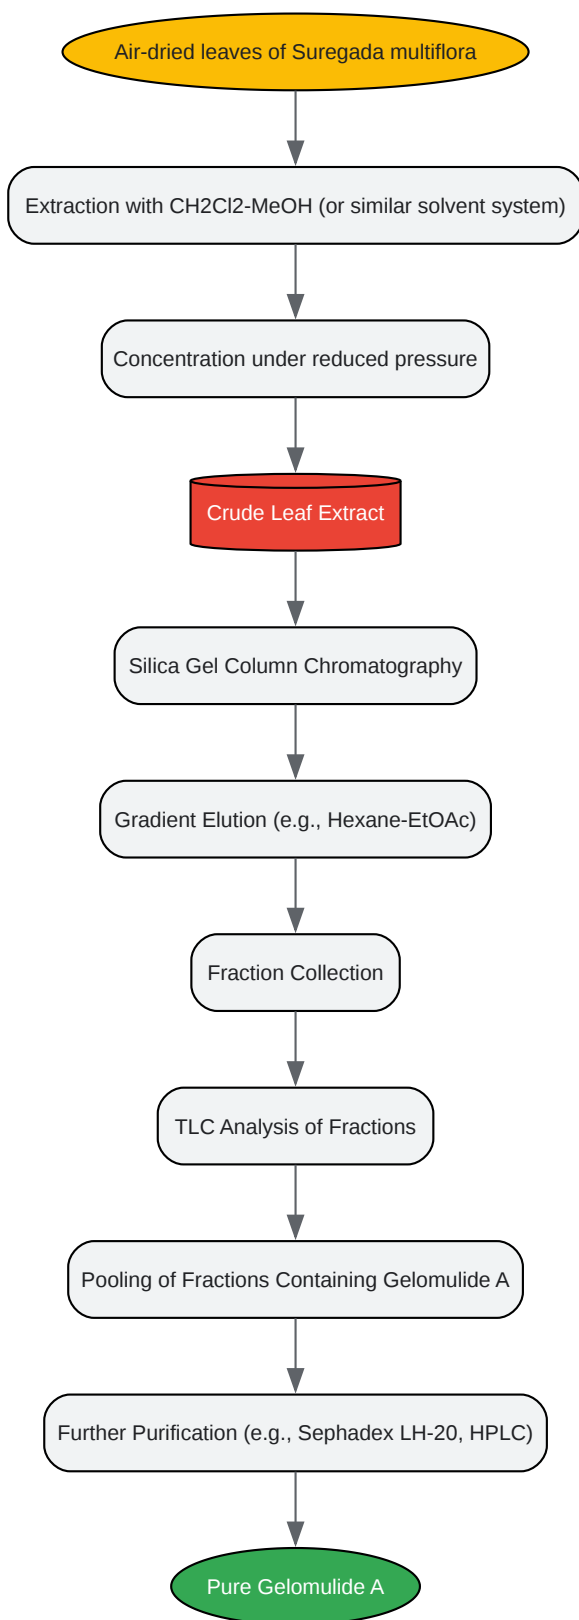 Air-dried leaves of Suregada multiflora
Extraction with CH2Cl2-MeOH (or similar solvent system)
Concentration under reduced pressure
Crude Leaf Extract
Silica Gel Column Chromatography
Gradient Elution (e.g., Hexane-EtOAc)
Fraction Collection
TLC Analysis of Fractions
Pooling of Fractions Containing Gelomulide A
Further Purification (e.g., Sephadex LH-20, HPLC)
Pure Gelomulide A